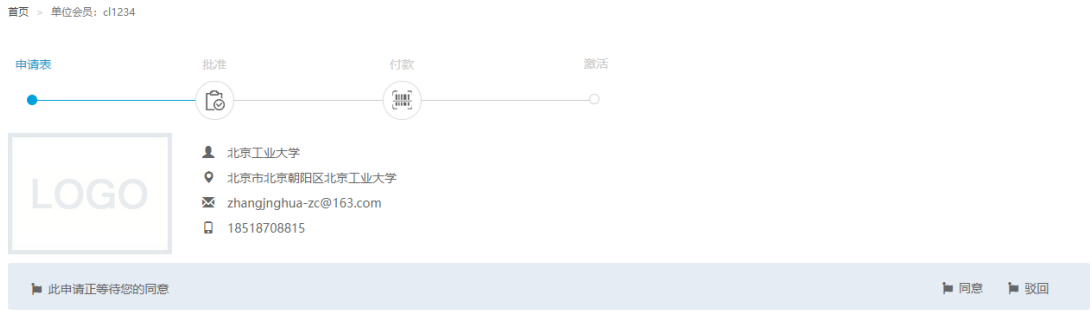 首页 > 单位会员：cl1234
申请表 批准 付款 激活
LOGO
北京工业大学
北京市北京朝阳区北京工业大学
zhangjnghua-zc@163.com
18518708815
此申请正等待您的同意 同意 驳回